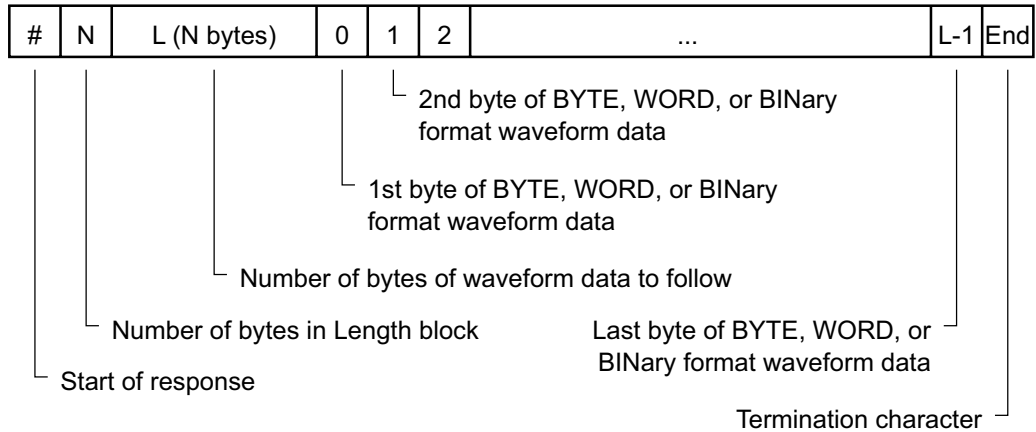 # N L (N bytes) 0 1 2 ... L-1 End
2nd byte of BYTE, WORD, or BINary
format waveform data
1st byte of BYTE, WORD, or BINary
format waveform data
Number of bytes of waveform data to follow
Number of bytes in Length block
Last byte of BYTE, WORD, or
BINary format waveform data
Start of response
Termination character